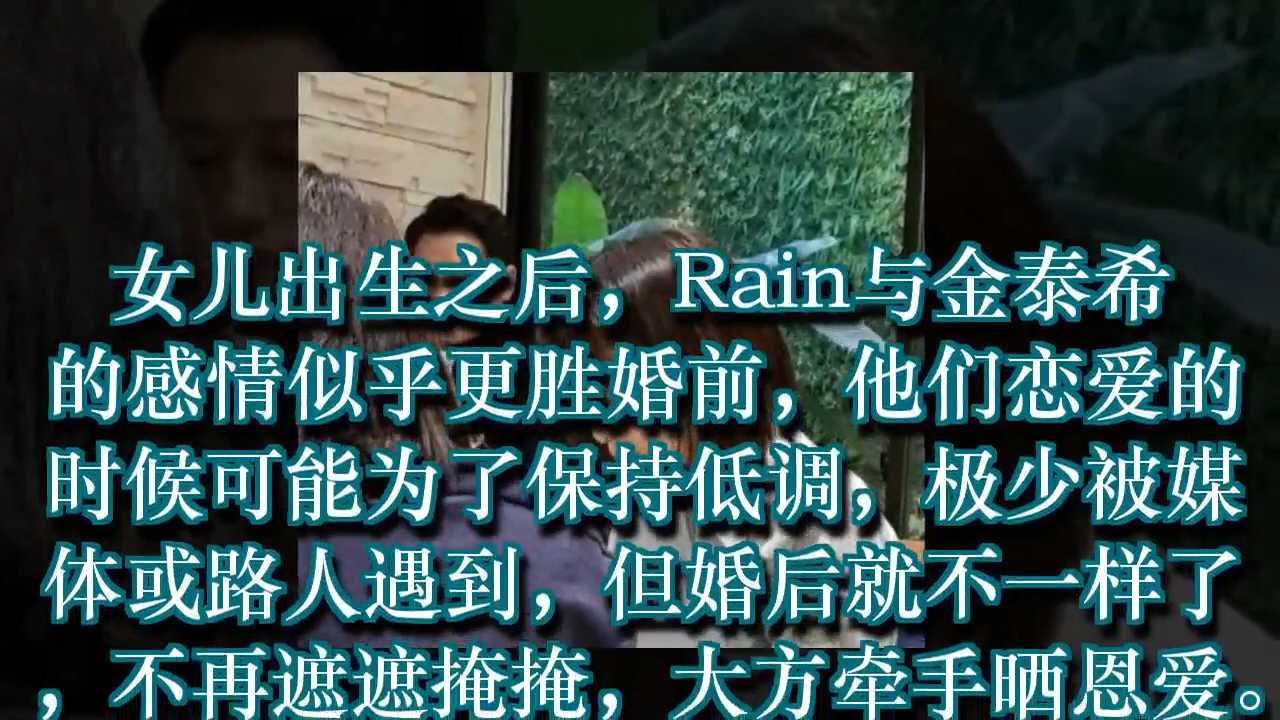 女儿出生之后，Rain与金泰希
的感情似乎更胜婚前，他们恋爱的
时候可能为了保持低调，极少被媒
体或路人遇到，但婚后就不一样了
，不再遮遮掩掩，大方牵手晒恩爱。